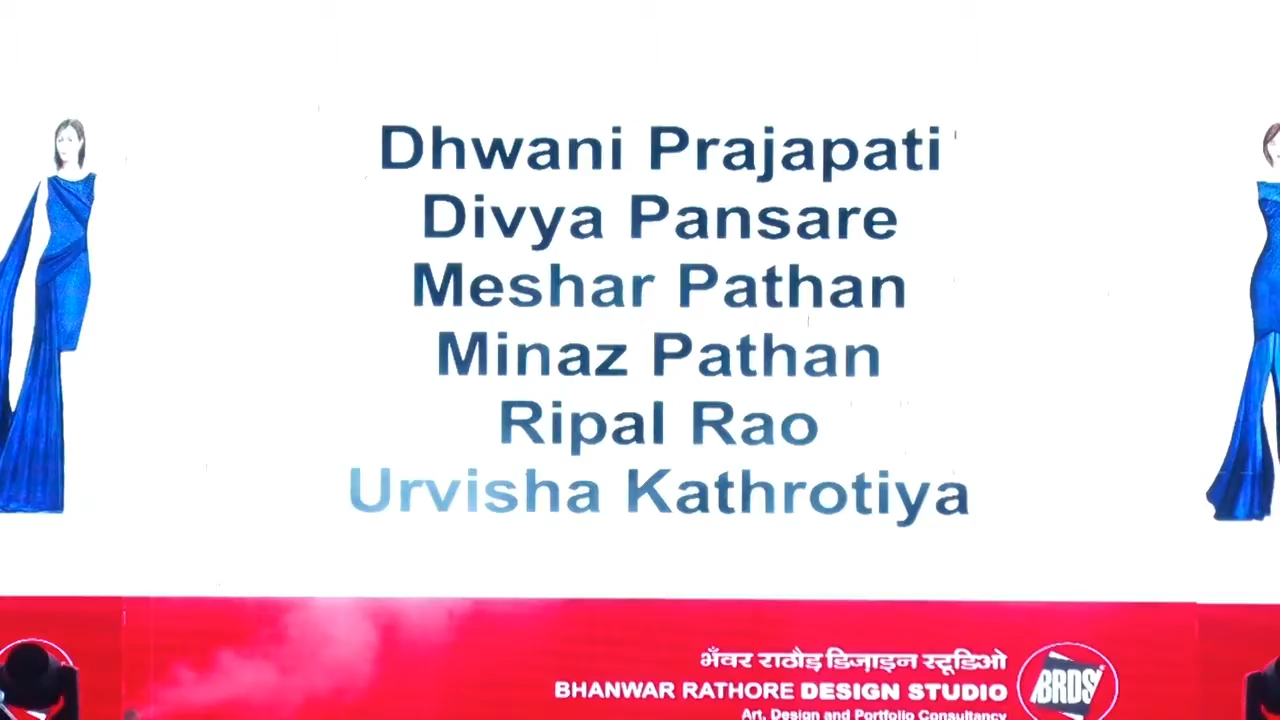 Dhwani Prajapati
Divya Pansare
Meshar Pathan
Minaz Pathan
Ripal Rao
Urvisha Kathrotiya
भँवर राठौड़ डिज़ाइन स्टूडिओ
BHANWAR RATHORE DESIGN STUDIO
BRDS
Art, Design and Portfolio Consultancy